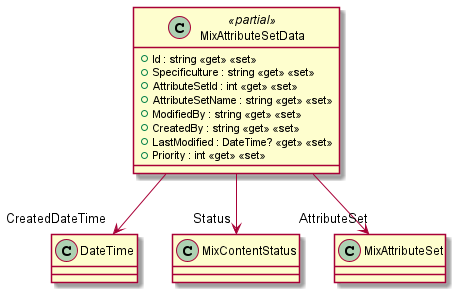 «partial»
C MixAttributeSetData
Id : string «get» «set»
Specificulture : string «get» «set»
AttributeSetId : int «get» «set»
AttributeSetName : string «get» «set»
ModifiedBy : string «get» «set»
CreatedBy : string «get» «set»
LastModified : DateTime? «get» «set»
Priority : int «get» «set»
CreatedDateTime Status AttributeSet
C DateTime C MixContentStatus C MixAttributeSet